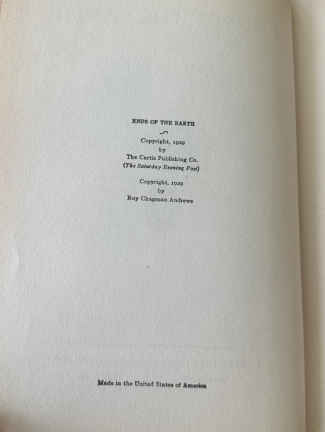 ENDS OF THE EARTH
Copyright, 1929
by
The Curtis Publishing Co.
(The Saturday Evening Post)
Copyright, 1929
by
Roy Chapman Andrews
Made in the United States of America